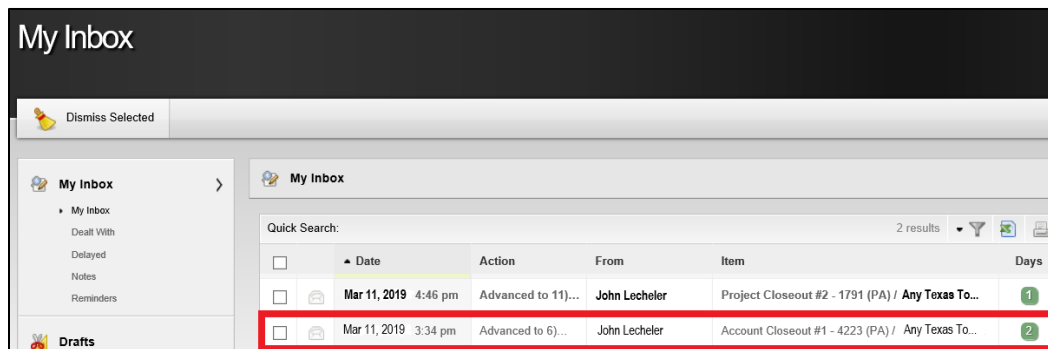 My Inbox
Dismiss Selected
My Inbox
My Inbox
Dealt With
Delayed
Notes
Reminders
Drafts
My Inbox
Quick Search: 2 results
Date Action From Item Days
Mar 11, 2019 4:46 pm Advanced to 11)... John Lecheler Project Closeout #2 - 1791 (PA) / Any Texas To... 1
Mar 11, 2019 3:34 pm Advanced to 6)... John Lecheler Account Closeout #1 - 4223 (PA) / Any Texas To... 2